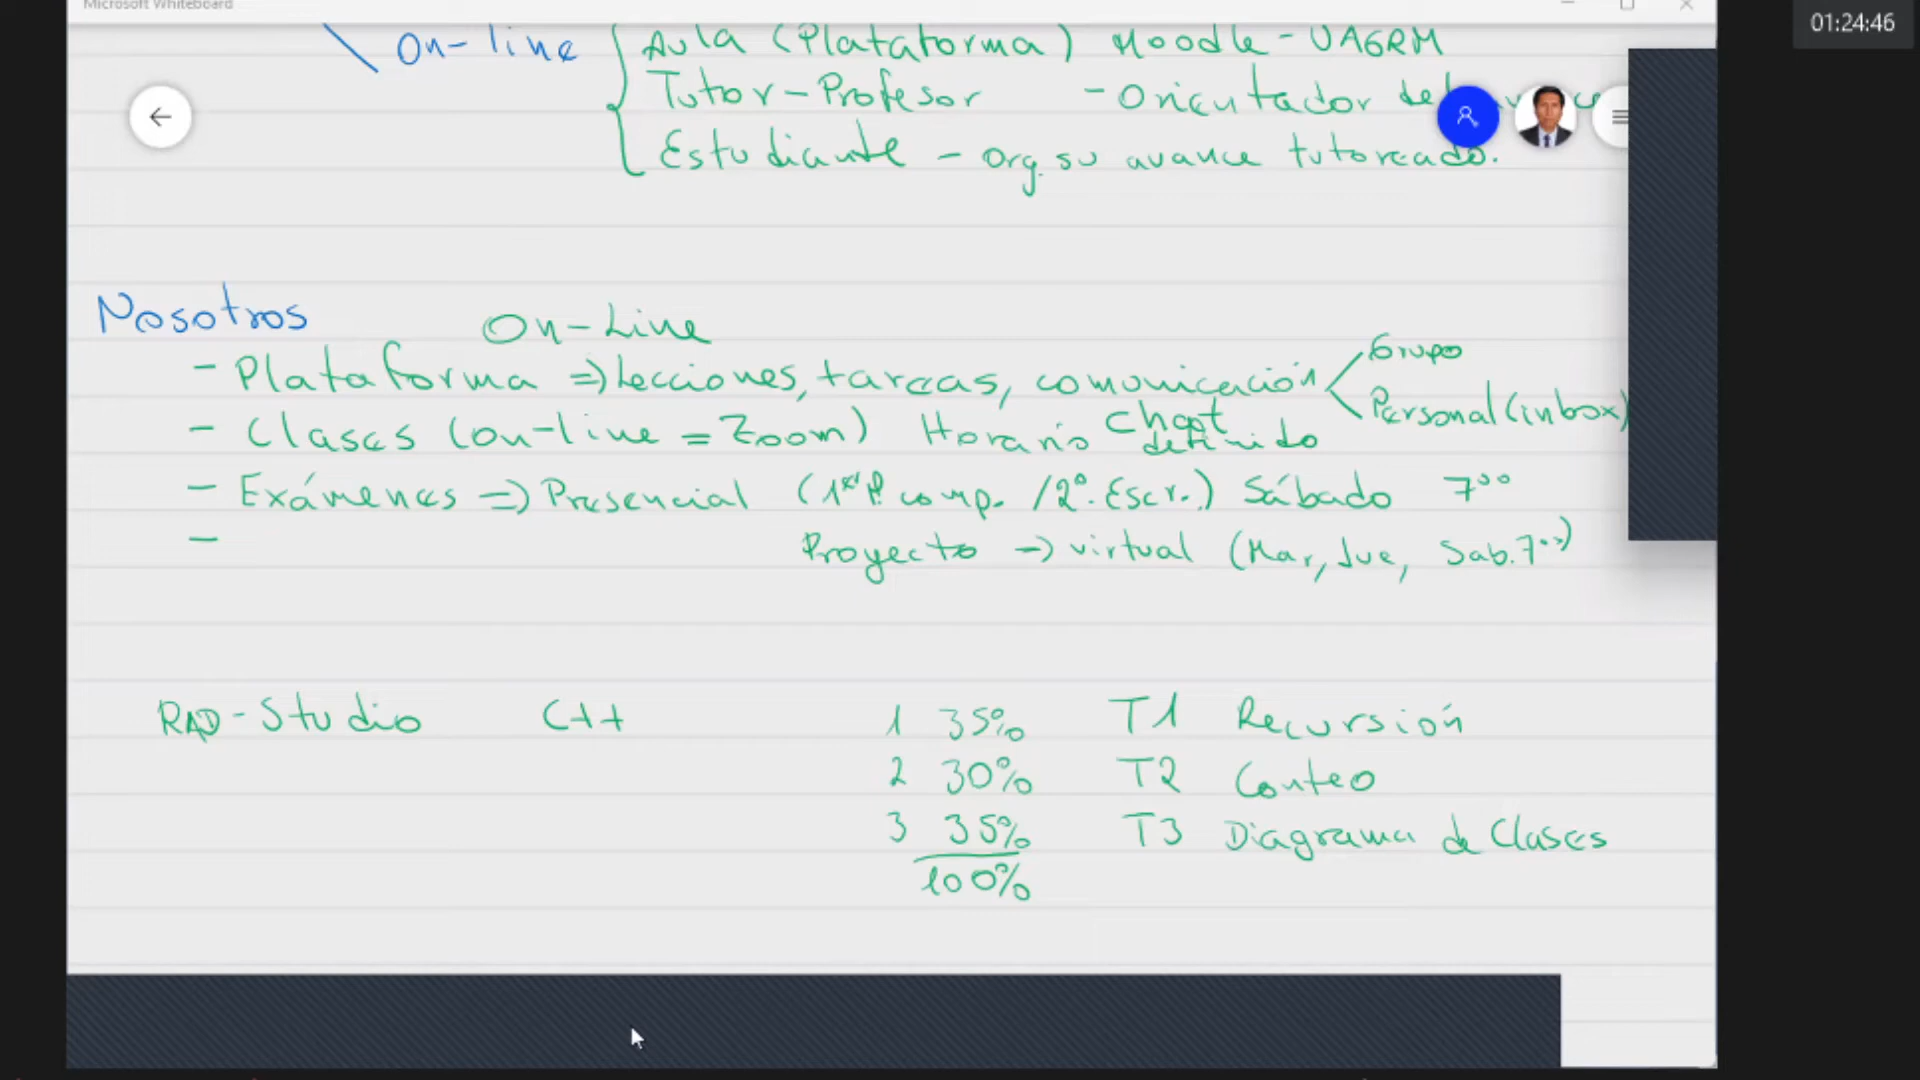 Microsoft Whiteboard
01:24:46
On-line
Aula (Plataforma) Moodle - UAGRM
Tutor - Profesor - Orientador del
Estudiante - Org. su avance tutoreado.
Nosotros
On-Line
- Plataforma => Lecciones, tareas, comunicación
Grupo
Personal (inbox)
Chat
- Clases (on-line = Zoom) Horario definido
- Exámenes => Presencial (1er P. comp. / 2º. Escr.) Sábado 7⁰⁰
-
Proyecto -> virtual (Mar, Jue, Sab. 7⁰⁰)
RAD-Studio C++
1 35% T1 Recursión
2 30% T2 Conteo
3 35% T3 Diagrama de Clases
100%